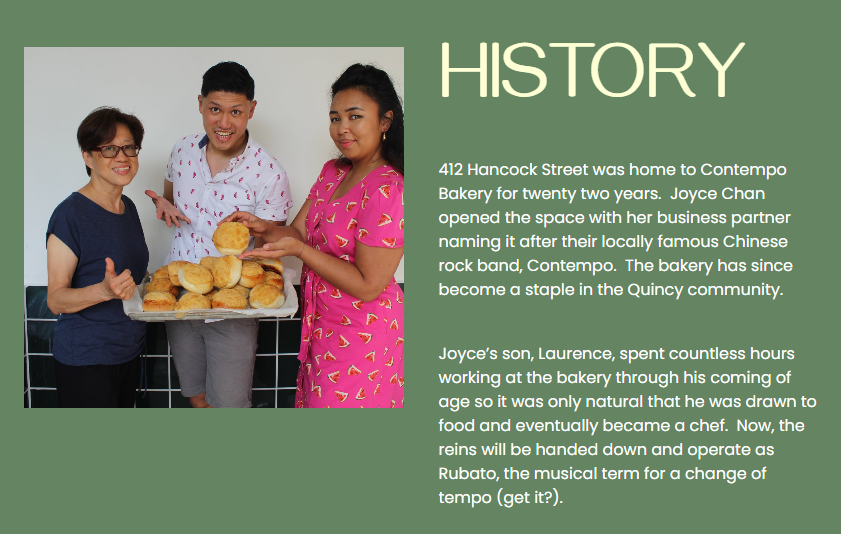 HISTORY
412 Hancock Street was home to Contempo
Bakery for twenty two years.  Joyce Chan
opened the space with her business partner
naming it after their locally famous Chinese
rock band, Contempo.  The bakery has since
become a staple in the Quincy community.
Joyce's son, Laurence, spent countless hours
working at the bakery through his coming of
age so it was only natural that he was drawn to
food and eventually became a chef.  Now, the
reins will be handed down and operate as
Rubato, the musical term for a change of
tempo (get it?).